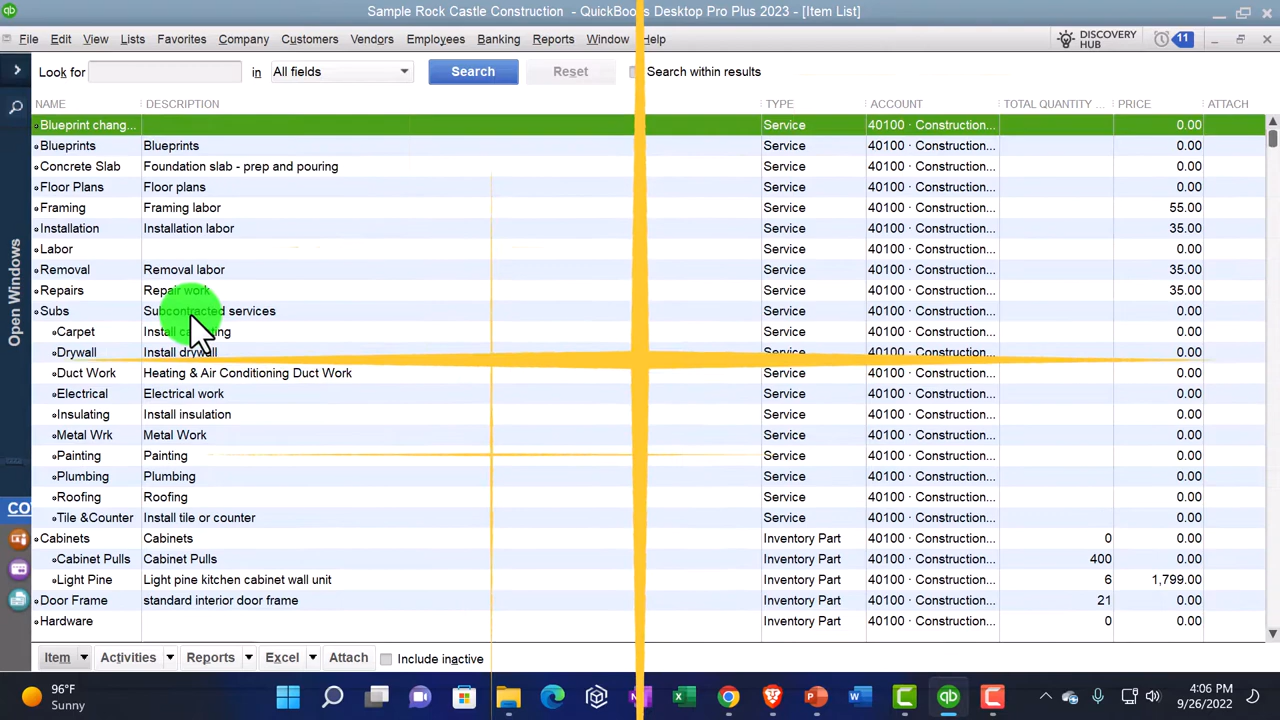 Sample Rock Castle Construction - QuickBooks Desktop Pro Plus 2023 - [Item List]
File Edit View Lists Favorites Company Customers Vendors Employees Banking Reports Window Help DISCOVERY HUB 11
Look for in All fields Search Reset Search within results
NAME DESCRIPTION TYPE ACCOUNT TOTAL QUANTITY ... PRICE ATTACH
Blueprint chang... Service 40100 · Construction... 0.00
Blueprints Blueprints Service 40100 · Construction... 0.00
Concrete Slab Foundation slab - prep and pouring Service 40100 · Construction... 0.00
Floor Plans Floor plans Service 40100 · Construction... 0.00
Framing Framing labor Service 40100 · Construction... 55.00
Installation Installation labor Service 40100 · Construction... 35.00
Labor Service 40100 · Construction... 0.00
Removal Removal labor Service 40100 · Construction... 35.00
Repairs Repair work Service 40100 · Construction... 35.00
Subs Subcontracted services Service 40100 · Construction... 0.00
Carpet Install carpeting Service 40100 · Construction... 0.00
Drywall Install drywall Service 40100 · Construction... 0.00
Duct Work Heating & Air Conditioning Duct Work Service 40100 · Construction... 0.00
Electrical Electrical work Service 40100 · Construction... 0.00
Insulating Install insulation Service 40100 · Construction... 0.00
Metal Wrk Metal Work Service 40100 · Construction... 0.00
Painting Painting Service 40100 · Construction... 0.00
Plumbing Plumbing Service 40100 · Construction... 0.00
Roofing Roofing Service 40100 · Construction... 0.00
Tile &Counter Install tile or counter Service 40100 · Construction... 0.00
Cabinets Cabinets Inventory Part 40100 · Construction... 0 0.00
Cabinet Pulls Cabinet Pulls Inventory Part 40100 · Construction... 400 0.00
Light Pine Light pine kitchen cabinet wall unit Inventory Part 40100 · Construction... 6 1,799.00
Door Frame standard interior door frame Inventory Part 40100 · Construction... 21 0.00
Hardware Inventory Part 40100 · Construction... 0 0.00
Open Windows
CO
Item Activities Reports Excel Attach Include inactive
96°F
Sunny
4:06 PM
9/26/2022